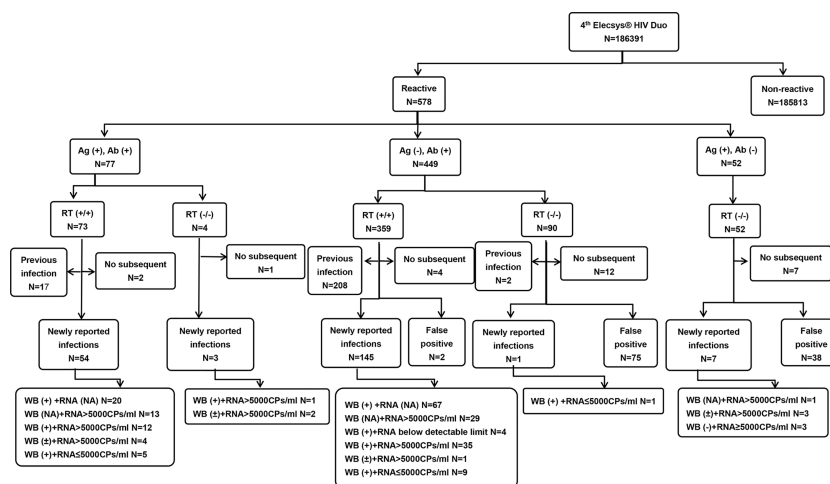 4th Elecsys® HIV Duo
N=186391
Reactive
N=578
Non-reactive
N=185813
Ag (+), Ab (+)
N=77
Ag (-), Ab (+)
N=449
Ag (+), Ab (-)
N=52
RT (+/+)
N=73
RT (-/-)
N=4
RT (+/+)
N=359
RT (-/-)
N=90
RT (-/-)
N=52
Previous
infection
N=17
No subsequent
N=2
No subsequent
N=1
Previous
infection
N=208
No subsequent
N=4
Previous
infection
N=2
No subsequent
N=12
No subsequent
N=7
Newly reported
infections
N=54
Newly reported
infections
N=3
Newly reported
infections
N=145
False
positive
N=2
Newly reported
infections
N=1
False
positive
N=75
Newly reported
infections
N=7
False
positive
N=38
WB (+) +RNA (NA) N=20
WB (NA)+RNA>5000CPs/ml N=13
WB (+)+RNA>5000CPs/ml N=12
WB (±)+RNA>5000CPs/ml N=4
WB (+)+RNA≤5000CPs/ml N=5
WB (+)+RNA>5000CPs/ml N=1
WB (±)+RNA>5000CPs/ml N=2
WB (+) +RNA (NA) N=67
WB (NA)+RNA>5000CPs/ml N=29
WB (+)+RNA below detectable limit N=4
WB (+)+RNA>5000CPs/ml N=35
WB (±)+RNA>5000CPs/ml N=1
WB (+)+RNA≤5000CPs/ml N=9
WB (+) +RNA≤5000CPs/ml N=1
WB (NA)+RNA>5000CPs/ml N=1
WB (±)+RNA>5000CPs/ml N=3
WB (-)+RNA≥5000CPs/ml N=3